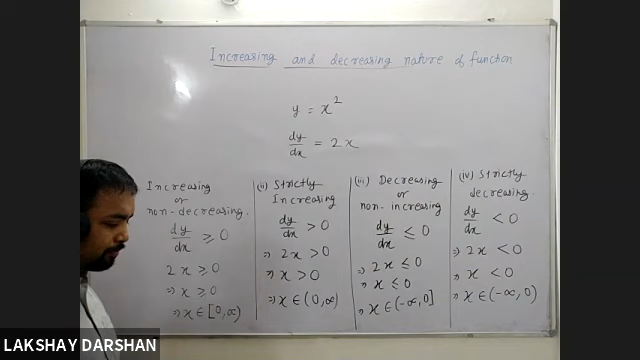 Increasing and decreasing nature of function
y = x²
dy/dx = 2x
Increasing
or
non-decreasing.
dy/dx ⩾ 0
2x ⩾ 0
⇒ x ⩾ 0
⇒ x ∈ [0,∞)
(ii) Strictly
Increasing
dy/dx > 0
⇒ 2x > 0
⇒ x > 0
⇒ x ∈ (0,∞)
(iii) Decreasing
or
non-increasing
dy/dx ≤ 0
⇒ 2x ≤ 0
⇒ x ≤ 0
⇒ x ∈ (-∞,0]
(iv) Strictly
decreasing.
dy/dx < 0
⇒ 2x < 0
⇒ x < 0
⇒ x ∈ (-∞, 0)
LAKSHAY DARSHAN